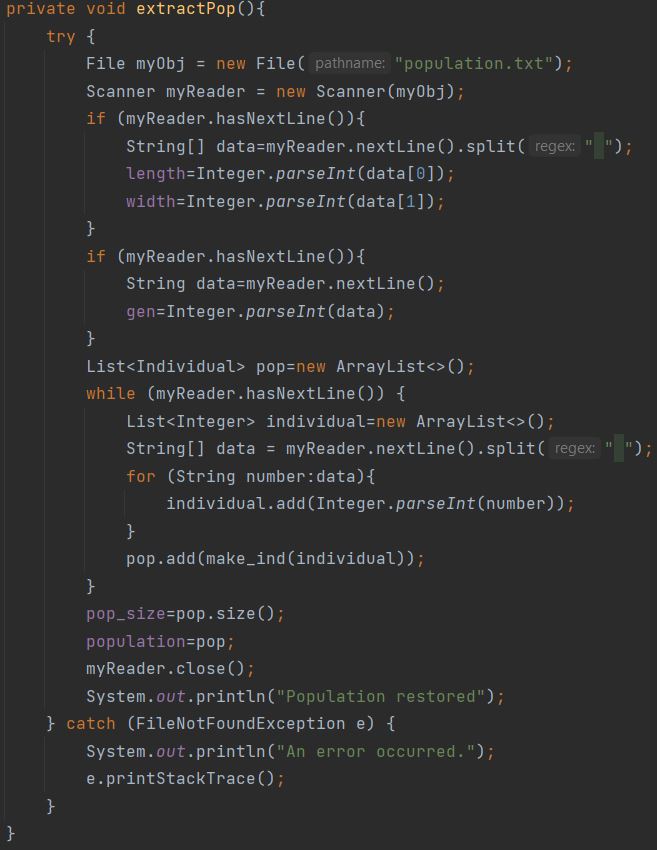 private void extractPop(){
    try {
        File myObj = new File( pathname: "population.txt");
        Scanner myReader = new Scanner(myObj);
        if (myReader.hasNextLine()){
            String[] data=myReader.nextLine().split( regex: " ");
            length=Integer.parseInt(data[0]);
            width=Integer.parseInt(data[1]);
        }
        if (myReader.hasNextLine()){
            String data=myReader.nextLine();
            gen=Integer.parseInt(data);
        }
        List<Individual> pop=new ArrayList<>();
        while (myReader.hasNextLine()) {
            List<Integer> individual=new ArrayList<>();
            String[] data = myReader.nextLine().split( regex: " ");
            for (String number:data){
                individual.add(Integer.parseInt(number));
            }
            pop.add(make_ind(individual));
        }
        pop_size=pop.size();
        population=pop;
        myReader.close();
        System.out.println("Population restored");
    } catch (FileNotFoundException e) {
        System.out.println("An error occurred.");
        e.printStackTrace();
    }
}